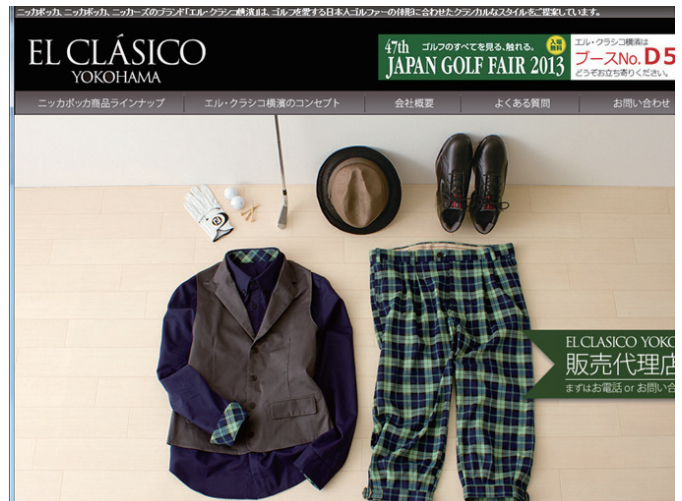 ニッカポッカ、ニッカボッカ、ニッカーズのブランド「エル・クラシコ横濱」は、ゴルフを愛する日本人ゴルファーの体形に合わせたクラシカルなスタイルをご提案しています。
EL CLÁSICO
YOKOHAMA
47th ゴルフのすべてを見る、触れる。 入場無料
JAPAN GOLF FAIR 2013
エル・クラシコ横濱は
ブースNo. D5
どうぞお立ち寄りください。
ニッカボッカ商品ラインナップ エル・クラシコ横濱のコンセプト 会社概要 よくある質問 お問い合わせ
EL CLASICO YOKO
販売代理店
まずはお電話 or お問い合